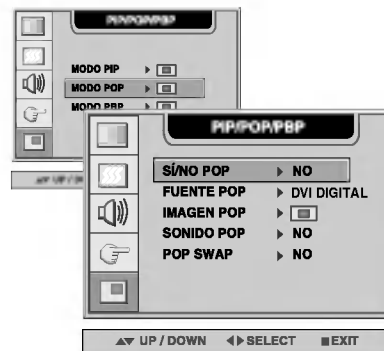 PIP/POP/PBP
MODO PIP
MODO POP
MODO PBP
PIP/POP/PBP
SÍ/NO POP ▶ NO
FUENTE POP ▶ DVI DIGITAL
IMAGEN POP ▶
SONIDO POP ▶ NO
POP SWAP ▶ NO
▲▼ UP / DOWN ◀▶ SELECT ■ EXIT